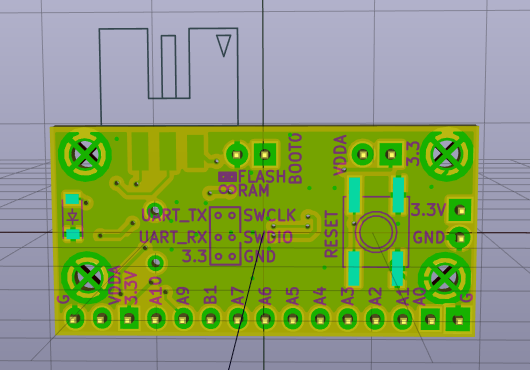 BOOT0
VDDA
3.3
FLASH
RAM
UART_TX SWCLK
UART_RX SWDIO
3.3 GND
RESET
3.3V
GND
G
VDDA
3.3V
A10
A9
B1
A7
A6
A5
A4
A3
A2
A1
A0
G